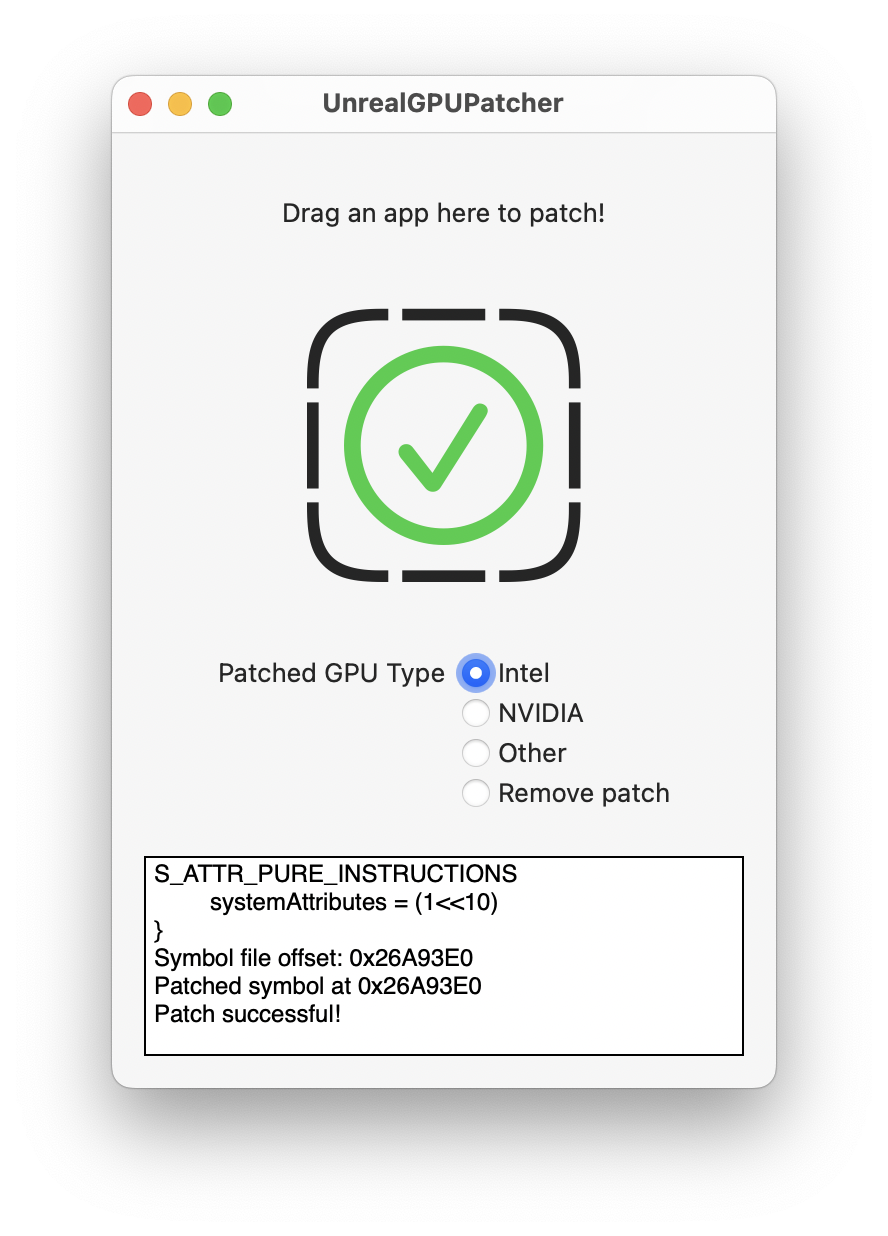 UnrealGPUPatcher
Drag an app here to patch!
Patched GPU Type Intel
NVIDIA
Other
Remove patch
S_ATTR_PURE_INSTRUCTIONS
systemAttributes = (1<<10)
}
Symbol file offset: 0x26A93E0
Patched symbol at 0x26A93E0
Patch successful!